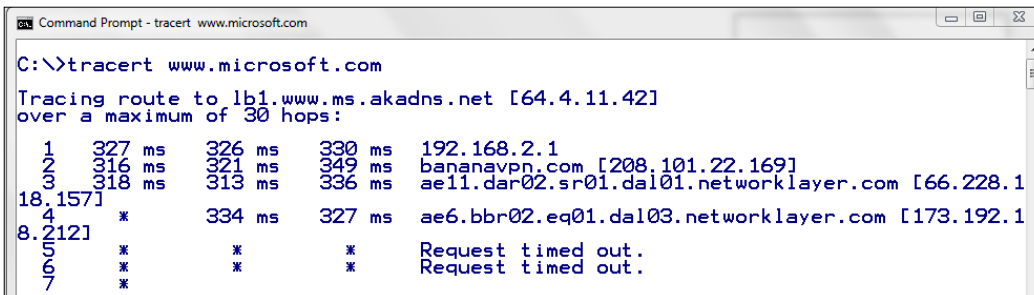 Command Prompt - tracert www.microsoft.com
C:\>tracert www.microsoft.com
Tracing route to lb1.www.ms.akadns.net [64.4.11.42]
over a maximum of 30 hops:
1 327 ms 326 ms 330 ms 192.168.2.1
2 316 ms 321 ms 349 ms bananavpn.com [208.101.22.169]
3 318 ms 313 ms 336 ms ae11.dar02.sr01.dal01.networklayer.com [66.228.1
18.157]
4 * 334 ms 327 ms ae6.bbr02.eq01.dal03.networklayer.com [173.192.1
8.212]
5 * * * Request timed out.
6 * * * Request timed out.
7 *